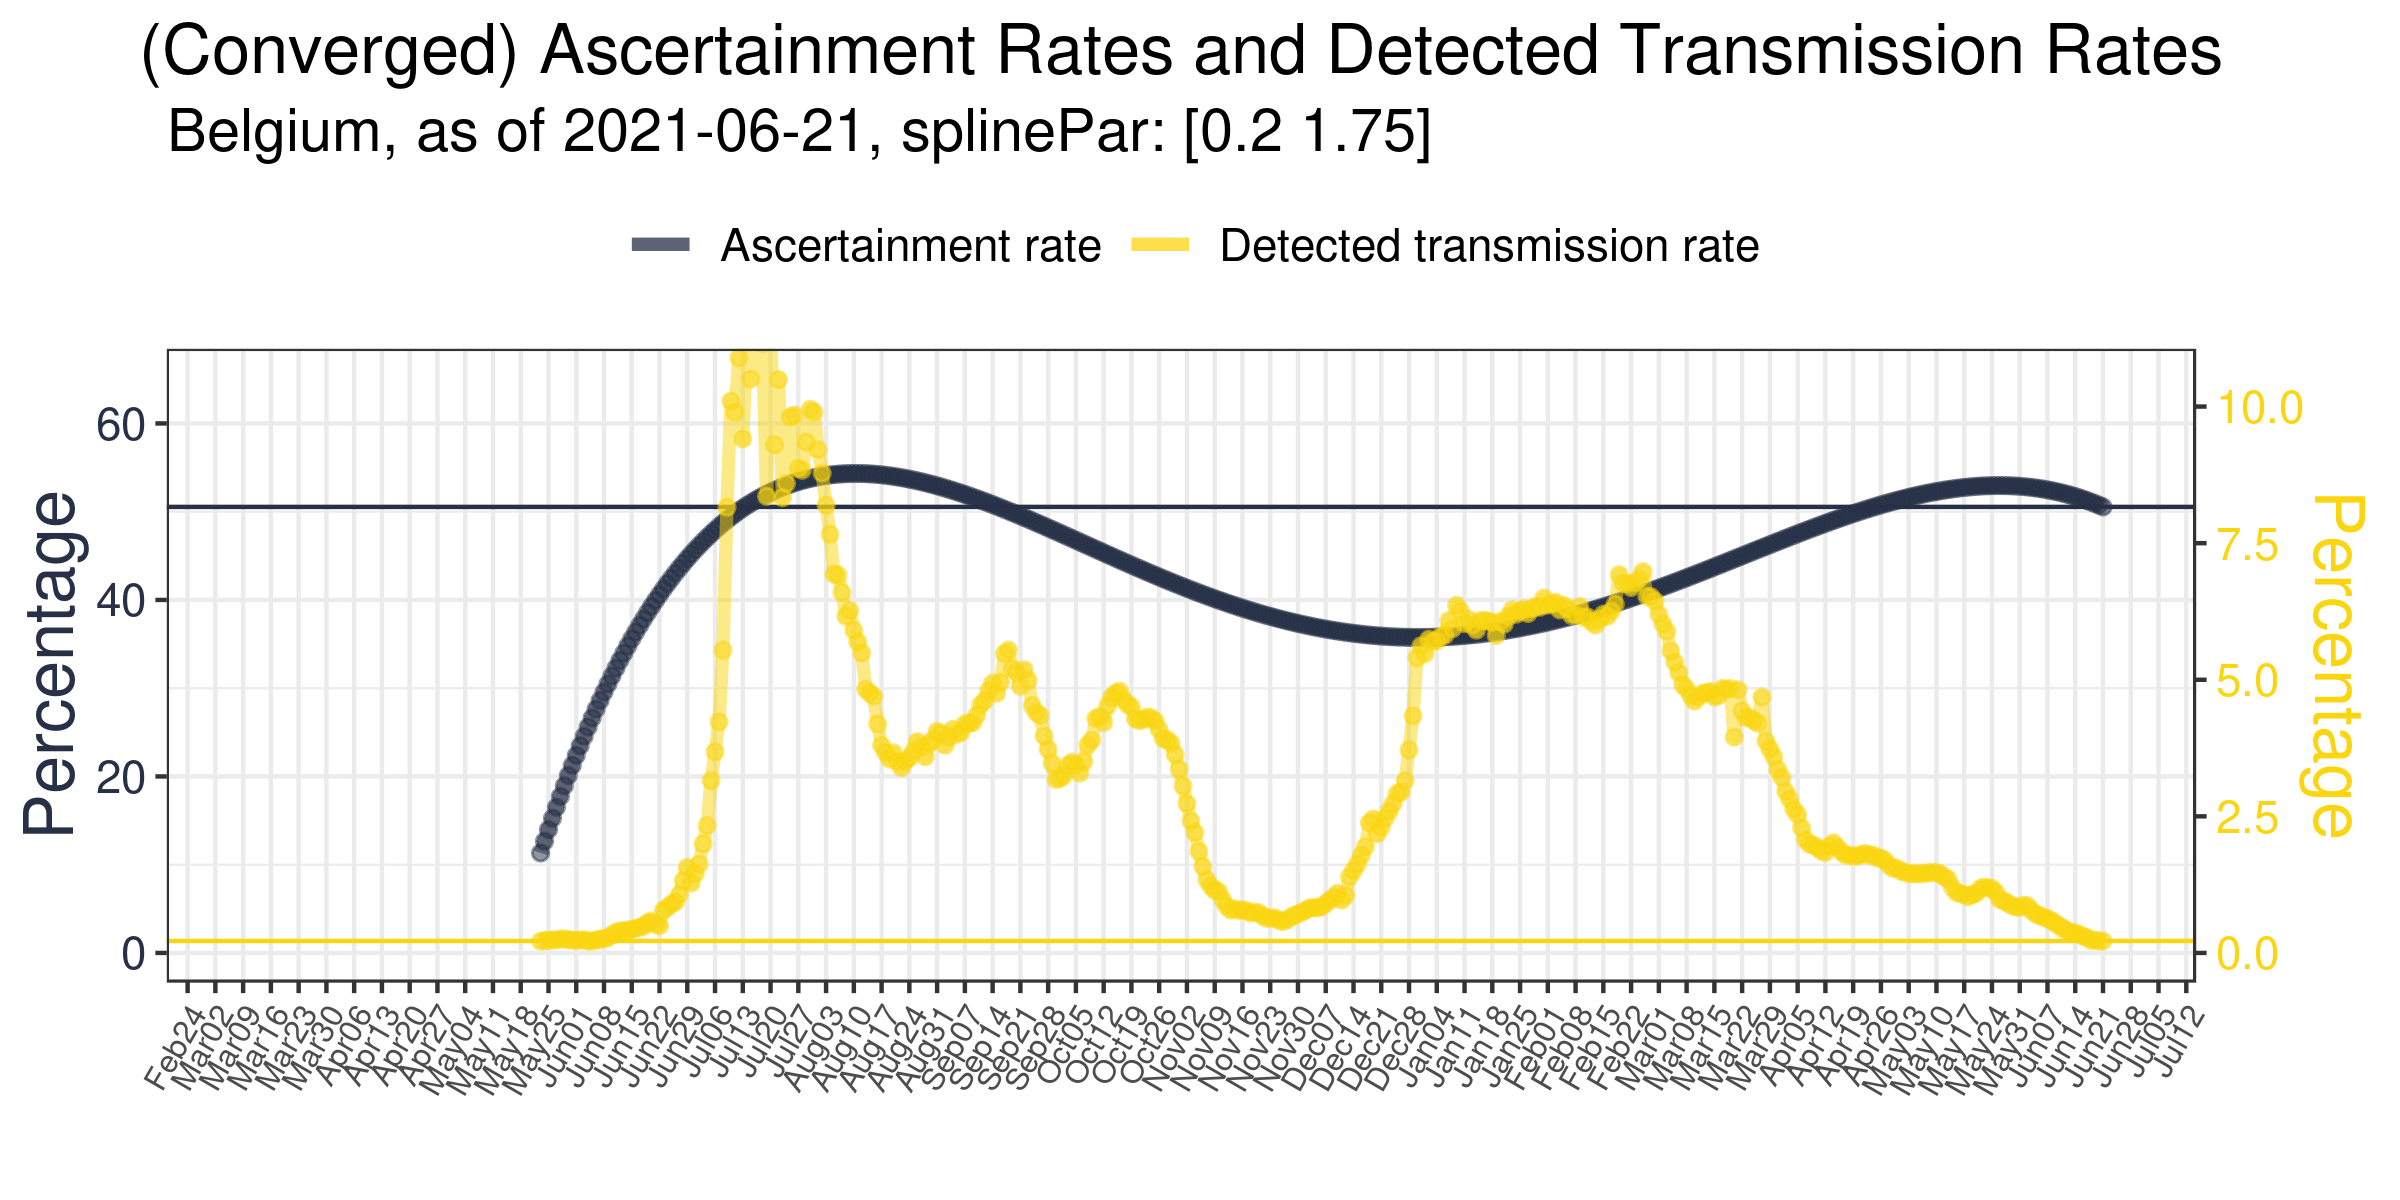 (Converged) Ascertainment Rates and Detected Transmission Rates
Belgium, as of 2021-06-21, splinePar: [0.2 1.75]
Ascertainment rate
Detected transmission rate
Percentage
60
40
20
0
10.0
7.5
5.0
2.5
0.0
Percentage
Feb24
Mar02
Mar09
Mar16
Mar23
Mar30
Apr06
Apr13
Apr20
Apr27
May04
May11
May18
May25
Jun01
Jun08
Jun15
Jun22
Jun29
Jul06
Jul13
Jul20
Jul27
Aug03
Aug10
Aug17
Aug24
Aug31
Sep07
Sep14
Sep21
Sep28
Oct05
Oct12
Oct19
Oct26
Nov02
Nov09
Nov16
Nov23
Nov30
Dec07
Dec14
Dec21
Dec28
Jan04
Jan11
Jan18
Jan25
Feb01
Feb08
Feb15
Feb22
Mar01
Mar08
Mar15
Mar22
Mar29
Apr05
Apr12
Apr19
Apr26
May03
May10
May17
May24
May31
Jun07
Jun14
Jun21
Jun28
Jul05
Jul12